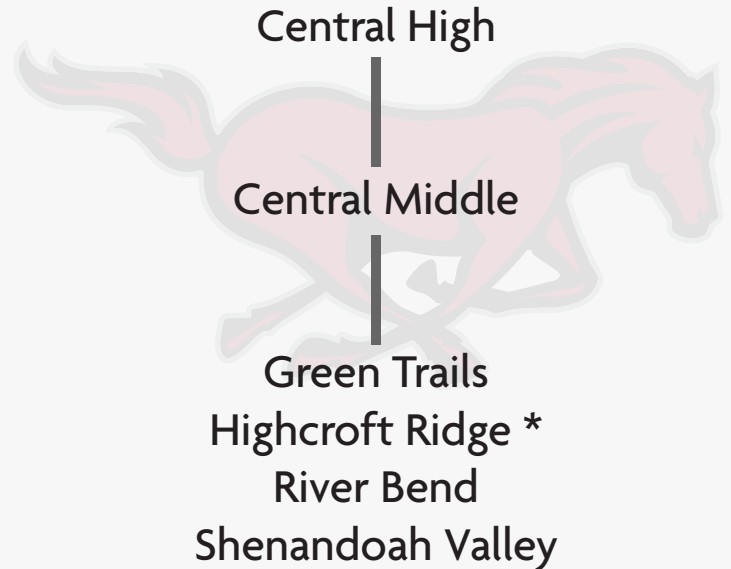 Central High
Central Middle
Green Trails
Highcroft Ridge *
River Bend
Shenandoah Valley